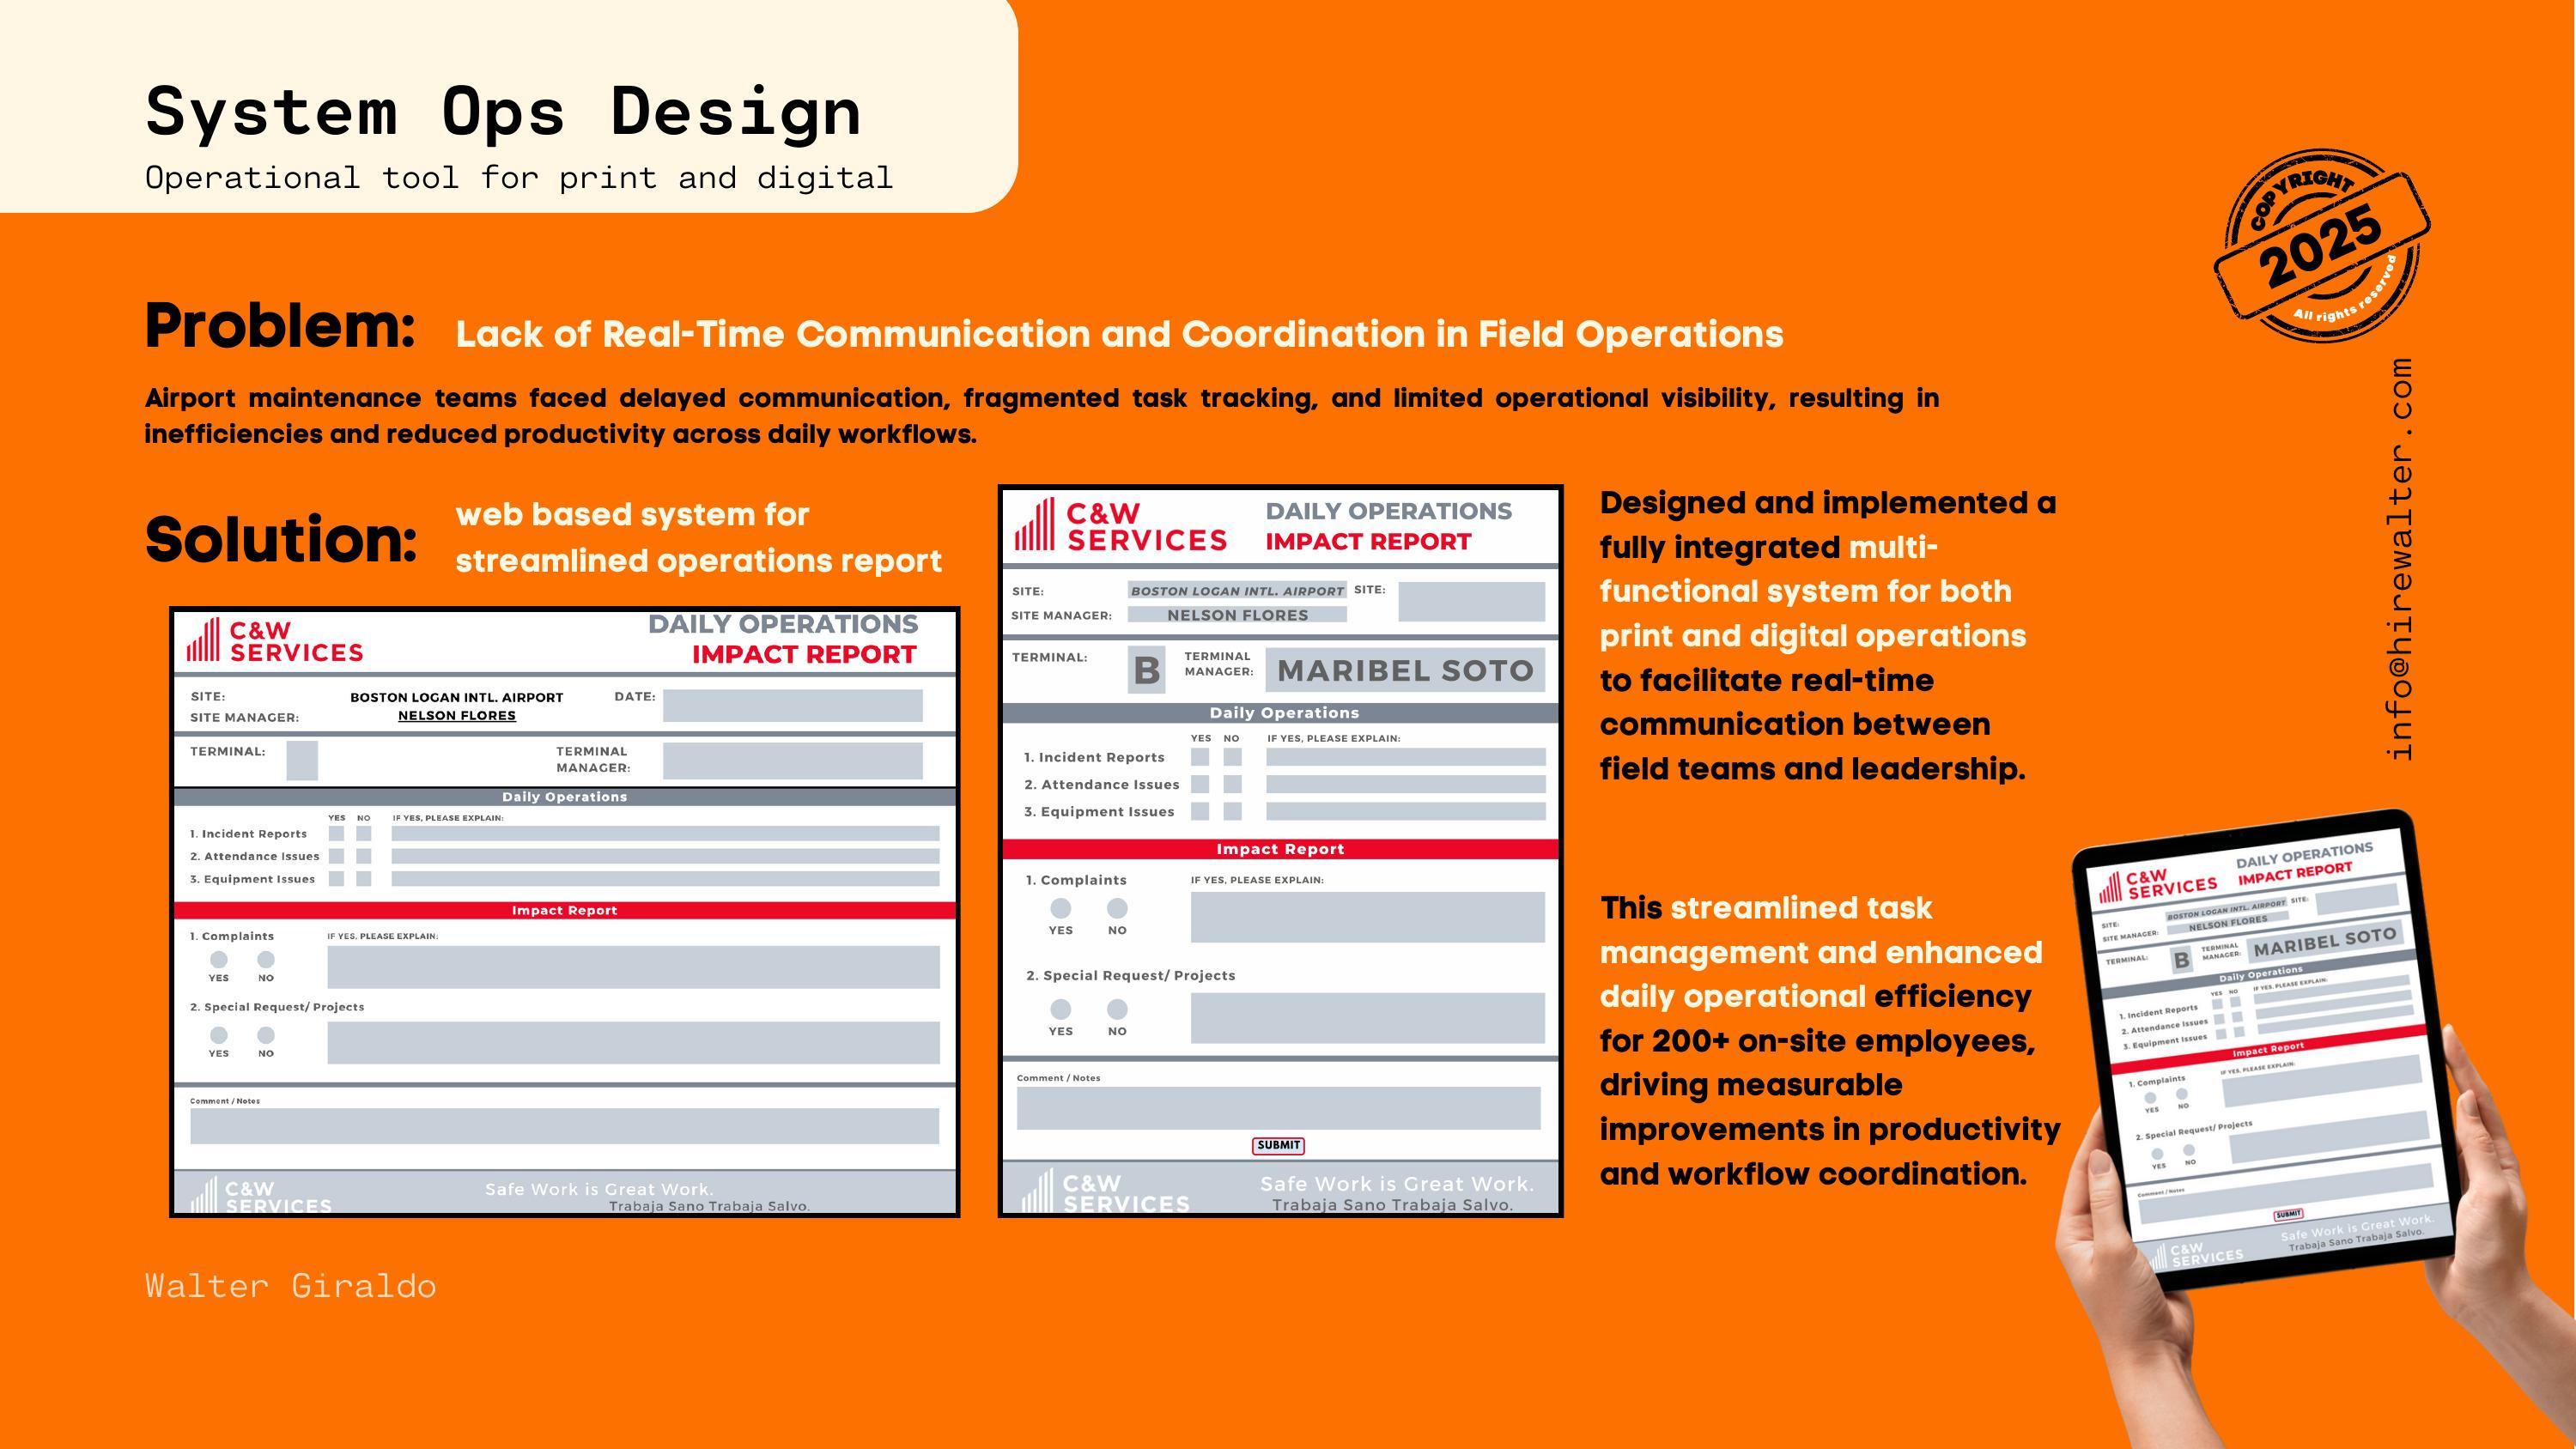 System Ops Design
Operational tool for print and digital
COPYRIGHT
2025
All rights reserved
info@hirewalter.com
Problem:
Lack of Real-Time Communication and Coordination in Field Operations
Airport maintenance teams faced delayed communication, fragmented task tracking, and limited operational visibility, resulting in
inefficiencies and reduced productivity across daily workflows.
Solution:
web based system for
streamlined operations report
C&W
SERVICES
DAILY OPERATIONS
IMPACT REPORT
SITE:
BOSTON LOGAN INTL. AIRPORT
DATE:
SITE MANAGER:
NELSON FLORES
TERMINAL:
TERMINAL
MANAGER:
Daily Operations
YES NO IF YES, PLEASE EXPLAIN:
1. Incident Reports
2. Attendance Issues
3. Equipment Issues
Impact Report
1. Complaints
IF YES, PLEASE EXPLAIN:
YES NO
2. Special Request/ Projects
YES NO
Comment / Notes
C&W
SERVICES
Safe Work is Great Work.
Trabaja Sano Trabaja Salvo.
C&W
SERVICES
DAILY OPERATIONS
IMPACT REPORT
SITE:
BOSTON LOGAN INTL. AIRPORT
SITE:
SITE MANAGER:
NELSON FLORES
TERMINAL:
B
TERMINAL
MANAGER:
MARIBEL SOTO
Daily Operations
YES NO IF YES, PLEASE EXPLAIN:
1. Incident Reports
2. Attendance Issues
3. Equipment Issues
Impact Report
1. Complaints
IF YES, PLEASE EXPLAIN:
YES NO
2. Special Request/ Projects
YES NO
Comment / Notes
SUBMIT
C&W
SERVICES
Safe Work is Great Work.
Trabaja Sano Trabaja Salvo.
Designed and implemented a
fully integrated multi-
functional system for both
print and digital operations
to facilitate real-time
communication between
field teams and leadership.
This streamlined task
management and enhanced
daily operational efficiency
for 200+ on-site employees,
driving measurable
improvements in productivity
and workflow coordination.
C&W
SERVICES
DAILY OPERATIONS
IMPACT REPORT
SITE:
BOSTON LOGAN INTL. AIRPORT
SITE:
SITE MANAGER:
NELSON FLORES
TERMINAL:
B
TERMINAL
MANAGER:
MARIBEL SOTO
Daily Operations
YES NO IF YES, PLEASE EXPLAIN:
1. Incident Reports
2. Attendance Issues
3. Equipment Issues
Impact Report
1. Complaints
IF YES, PLEASE EXPLAIN:
YES NO
2. Special Request/ Projects
YES NO
Comment / Notes
SUBMIT
C&W
SERVICES
Safe Work is Great Work.
Trabaja Sano Trabaja Salvo.
Walter Giraldo